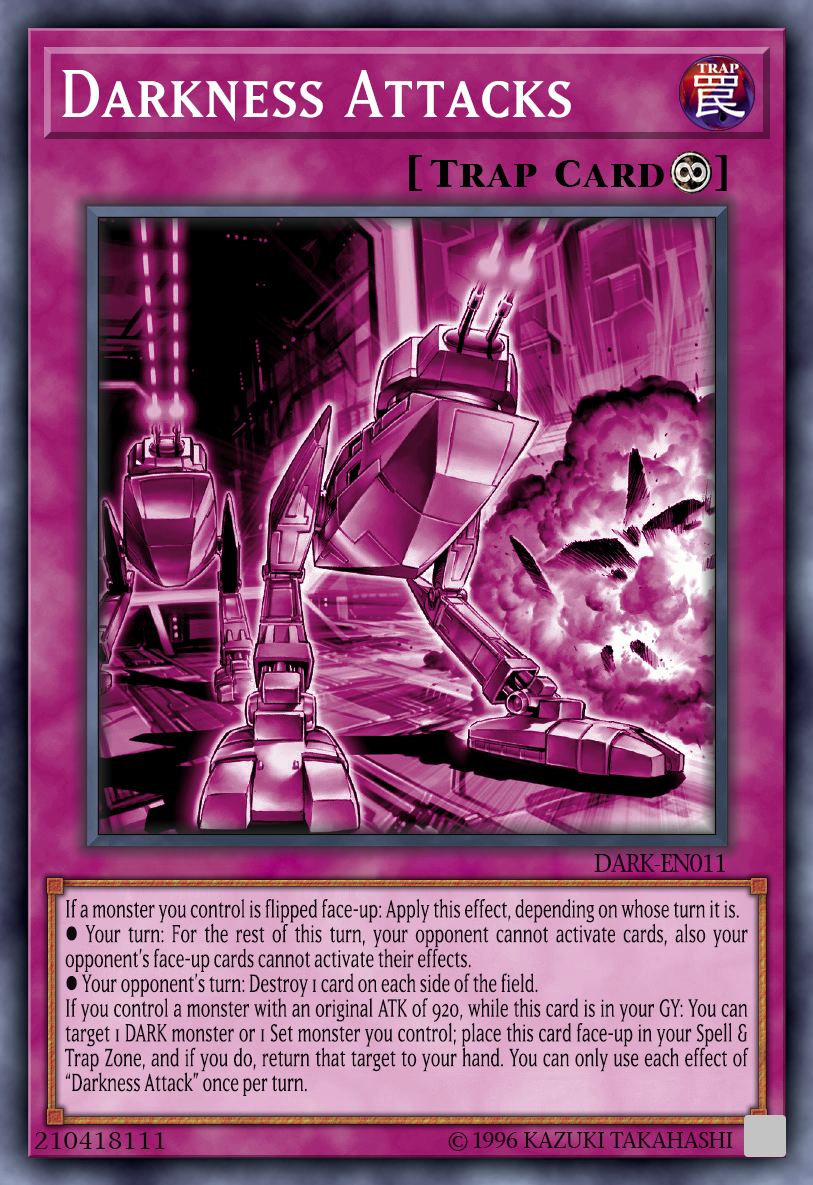 Darkness Attacks
TRAP
罠
[Trap Card]
DARK-EN011
If a monster you control is flipped face-up: Apply this effect, depending on whose turn it is.
● Your turn: For the rest of this turn, your opponent cannot activate cards, also your
opponent's face-up cards cannot activate their effects.
● Your opponent's turn: Destroy 1 card on each side of the field.
If you control a monster with an original ATK of 920, while this card is in your GY: You can
target 1 DARK monster or 1 Set monster you control; place this card face-up in your Spell &
Trap Zone, and if you do, return that target to your hand. You can only use each effect of
“Darkness Attack” once per turn.
210418111
© 1996 KAZUKI TAKAHASHI